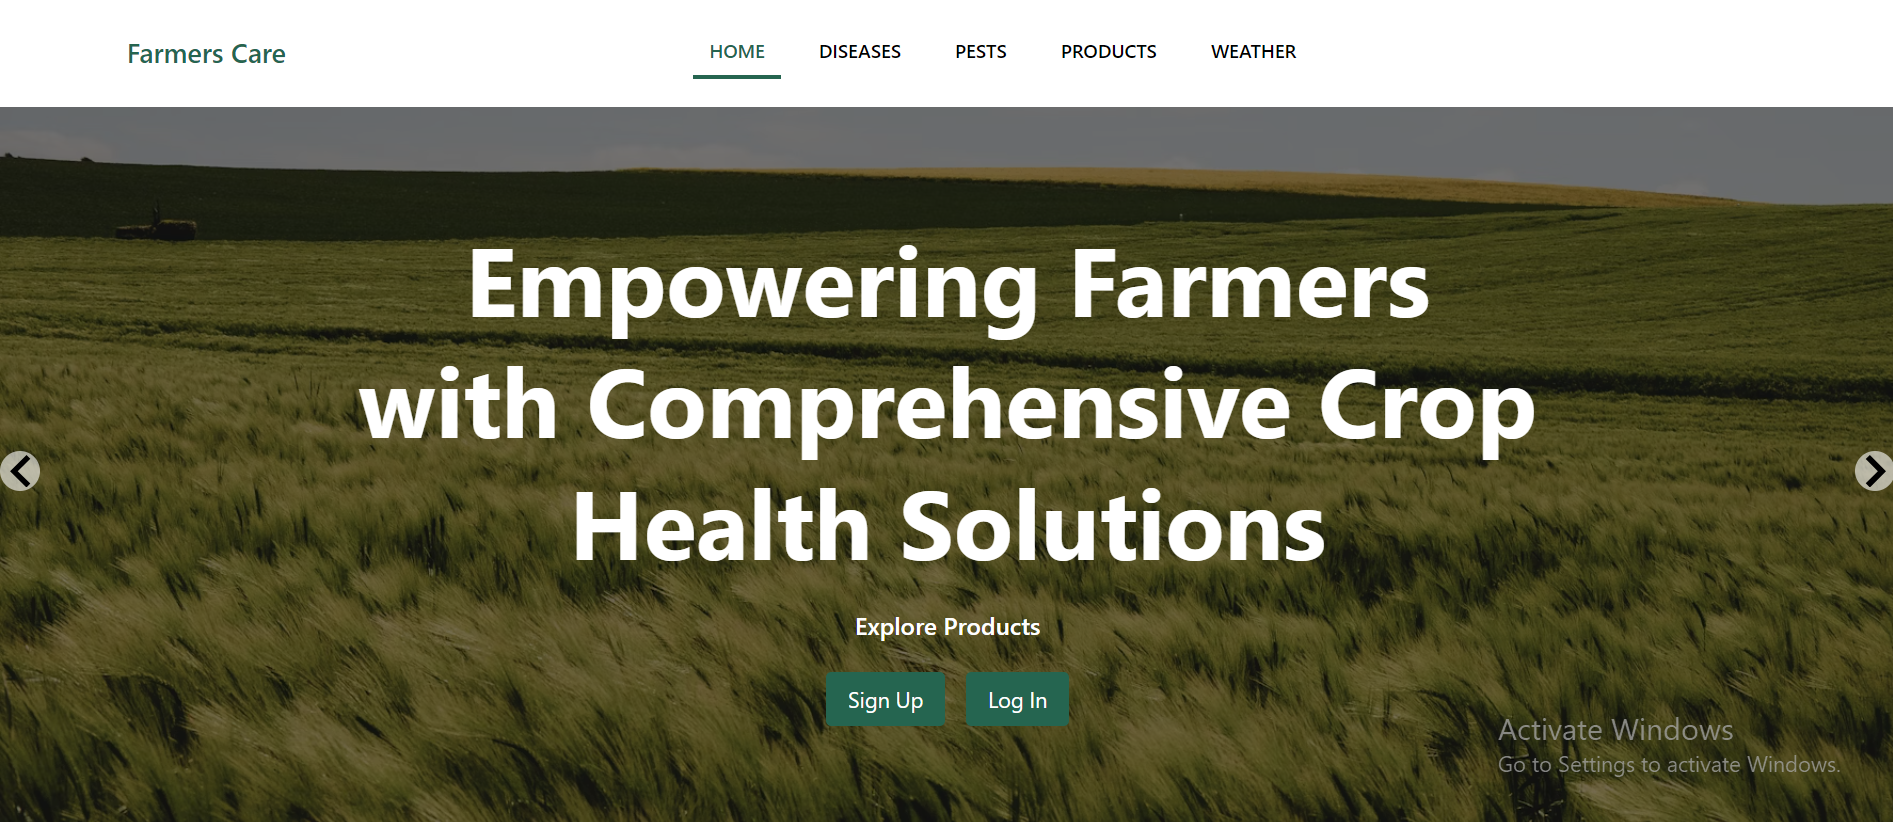 Farmers Care
HOME DISEASES PESTS PRODUCTS WEATHER
Empowering Farmers
with Comprehensive Crop
Health Solutions
Explore Products
Sign Up Log In
Activate Windows
Go to Settings to activate Windows.